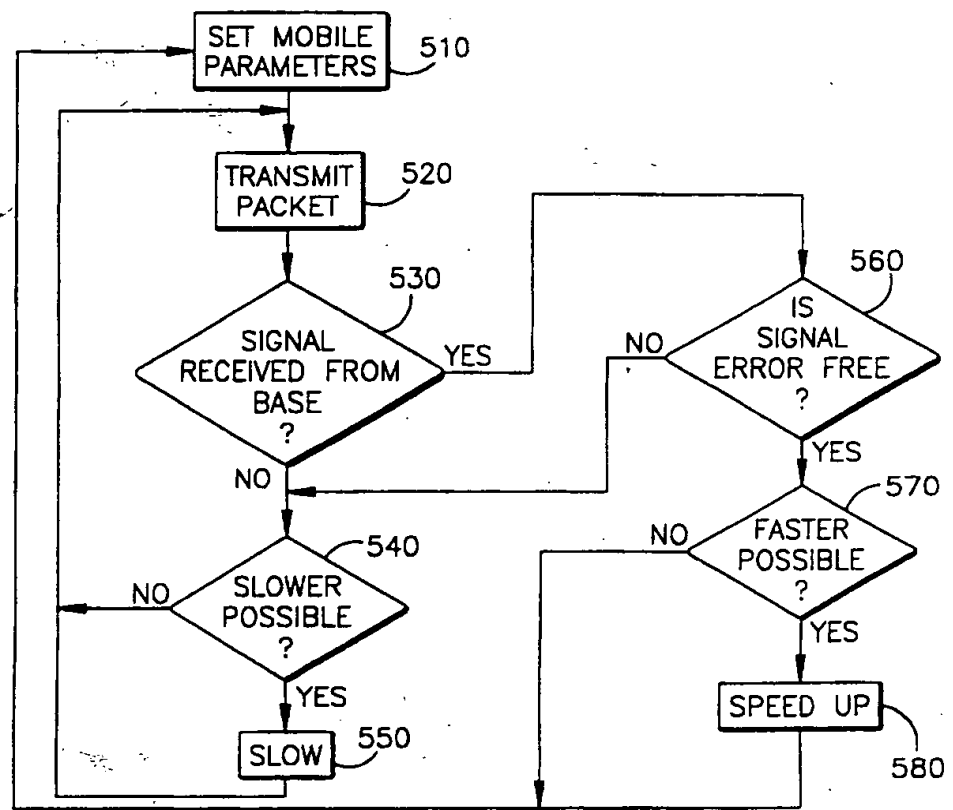 SET MOBILE
PARAMETERS
510
TRANSMIT
PACKET
520
530
SIGNAL
RECEIVED FROM
BASE
?
YES
NO
560
IS
SIGNAL
ERROR FREE
?
NO
YES
540
SLOWER
POSSIBLE
?
NO
YES
570
FASTER
POSSIBLE
?
NO
YES
SLOW
550
SPEED UP
580